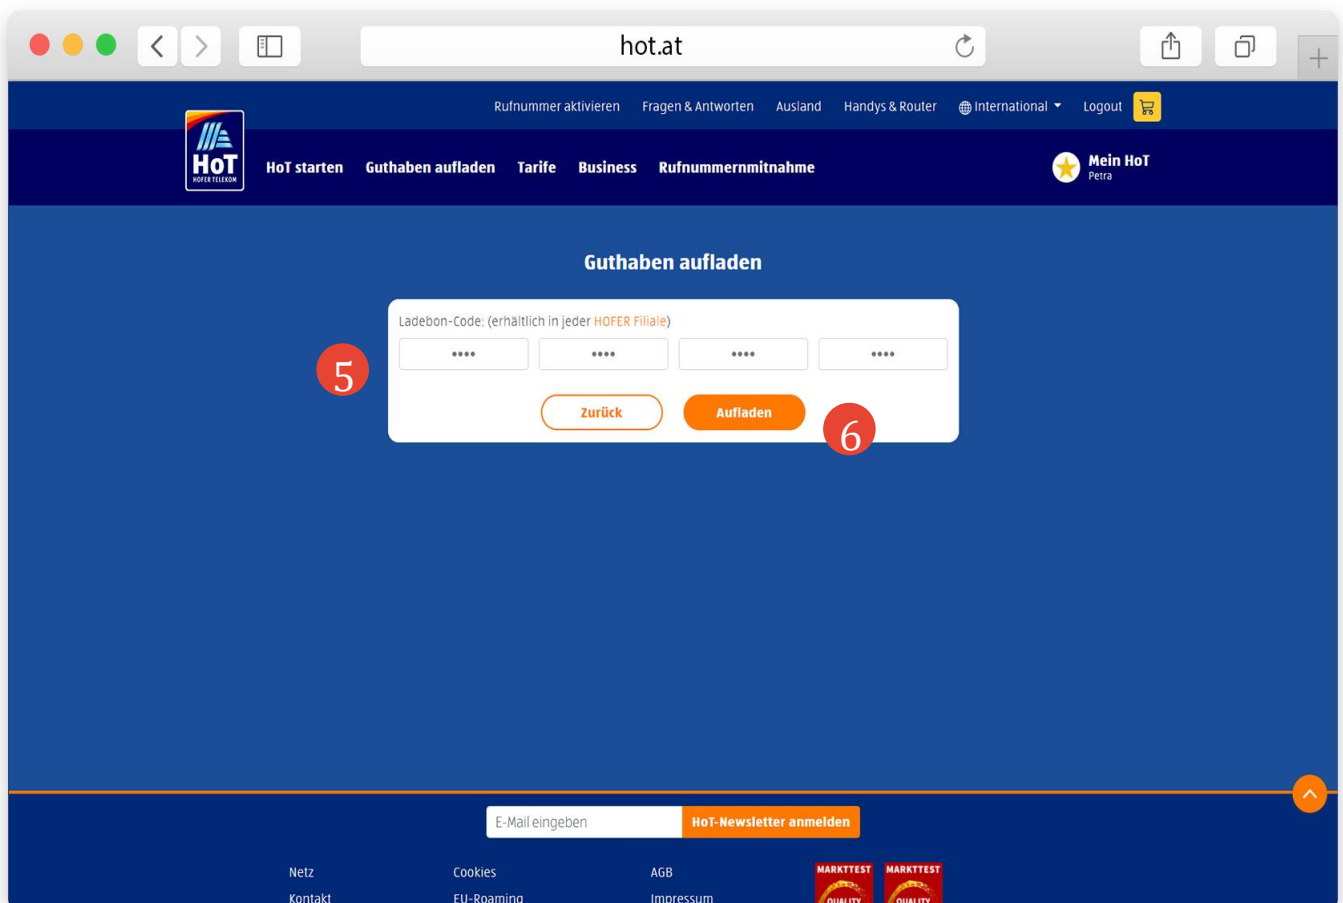 hot.at
Rufnummer aktivieren Fragen & Antworten Ausland Handys & Router International Logout
HoT
HOFER TELEKOM
HoT starten Guthaben aufladen Tarife Business Rufnummernmitnahme
Mein HoT
Petra
Guthaben aufladen
Ladebon-Code: (erhältlich in jeder HOFER Filiale)
5
•••• •••• •••• ••••
Zurück Aufladen
6
E-Mail eingeben HoT-Newsletter anmelden
Netz Cookies AGB
MARKTTEST MARKTTEST
Kontakt EU-Roaming Impressum
QUALITY QUALITY